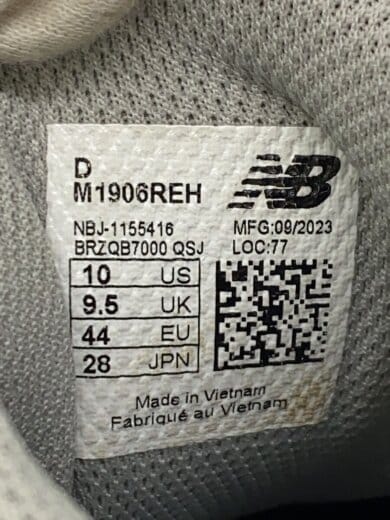 D
M1906REH
NB
NBJ-1155416
MFG:09/2023
BRZQB7000 QSJ
LOC:77
10 US
9.5 UK
44 EU
28 JPN
Made in Vietnam
Fabriqué au Vietnam